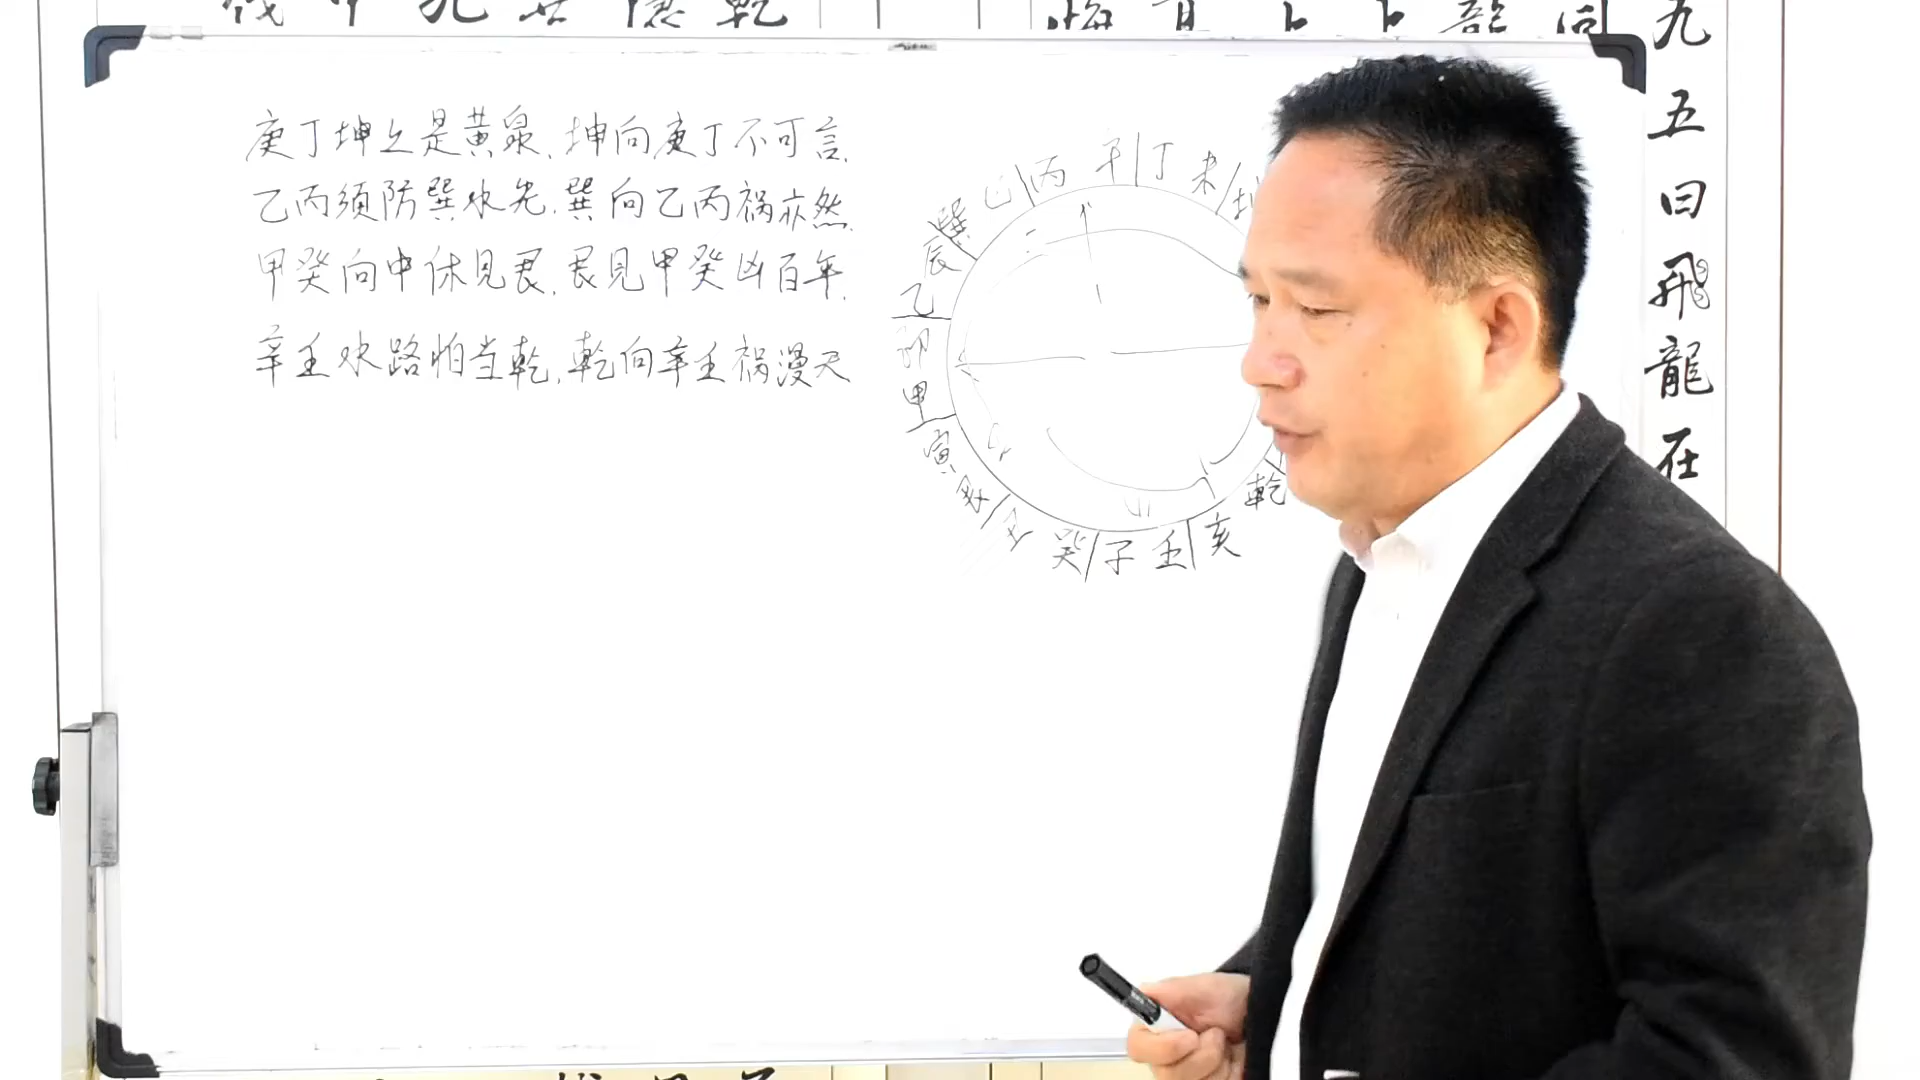 庚丁坤上是黄泉.坤向庚丁不可言.
乙丙须防巽水先.巽向乙丙祸亦然.
甲癸向中休见艮.艮见甲癸凶百年.
辛壬水路怕当乾.乾向辛壬祸漫天.
巽 巳 丙 午 丁 未
辰
乙
卯
甲
寅
艮
丑
癸 子 壬 亥 乾
九五曰飛龍在